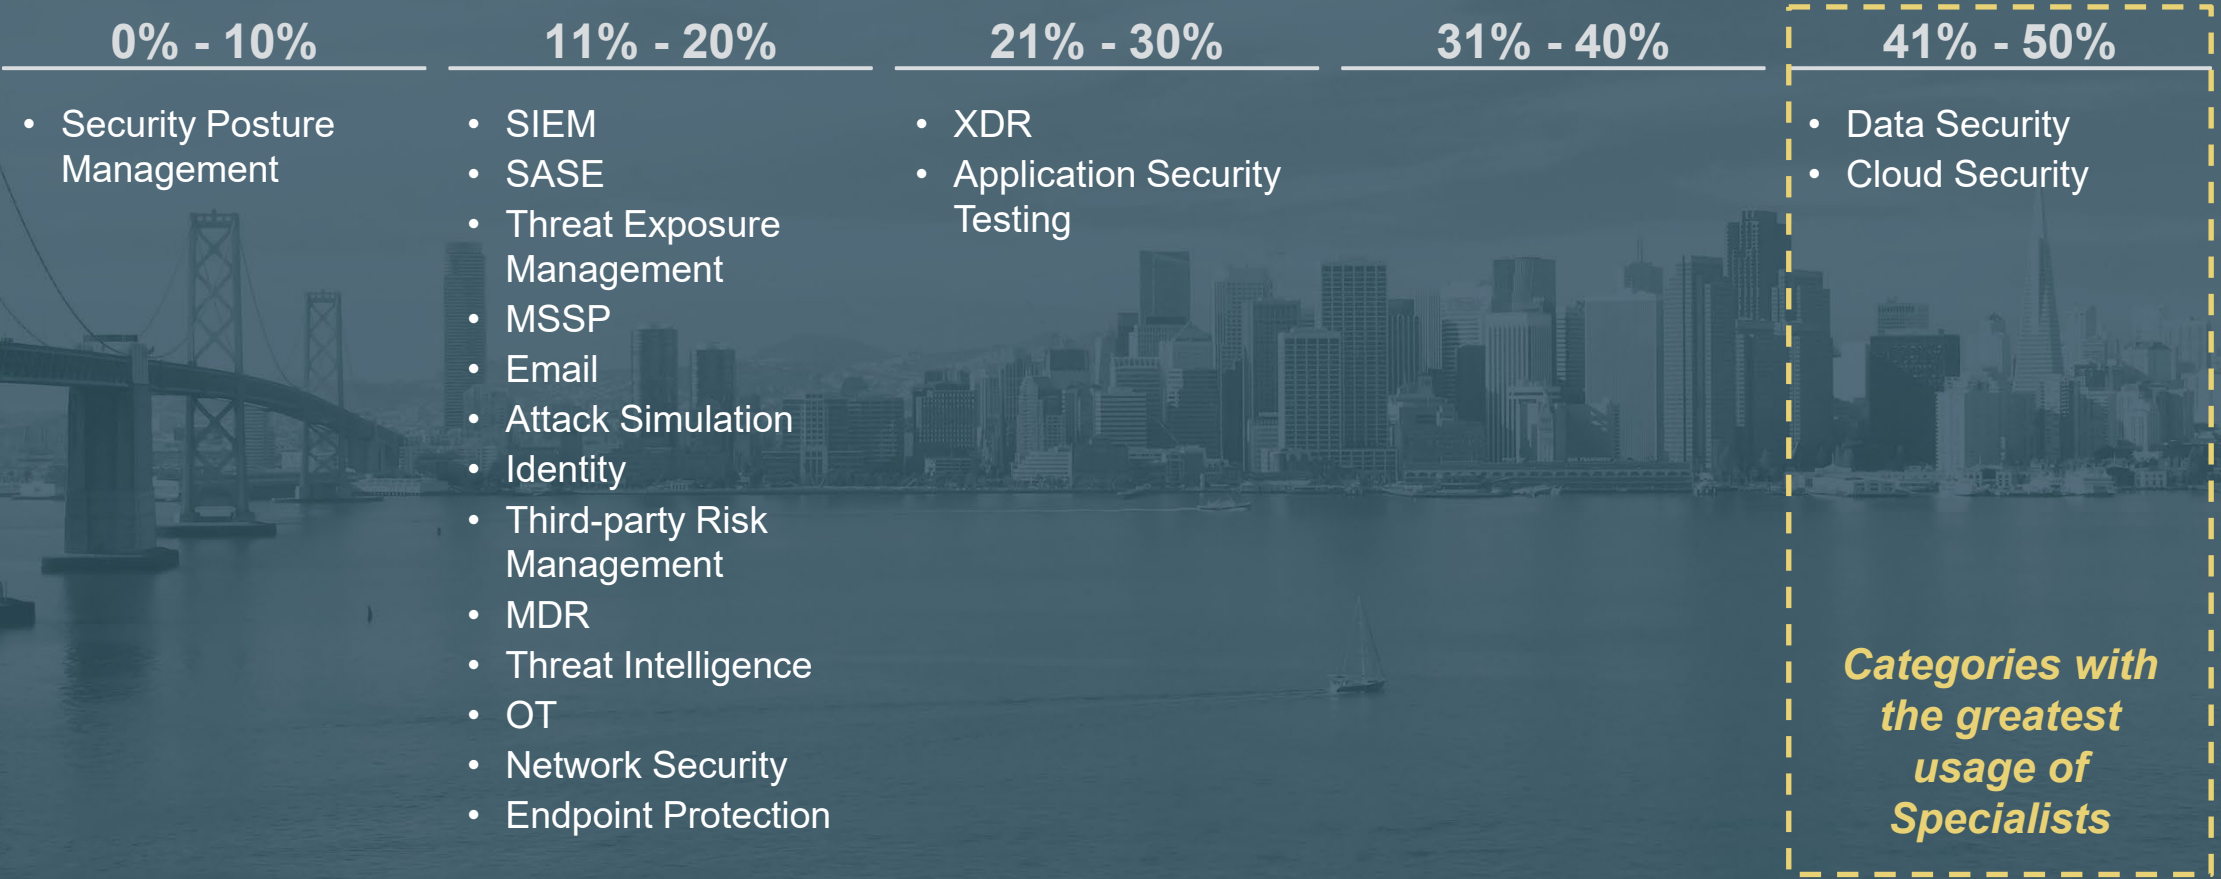 0% - 10%
• Security Posture
Management
11% - 20%
• SIEM
• SASE
• Threat Exposure
Management
• MSSP
• Email
• Attack Simulation
• Identity
• Third-party Risk
Management
• MDR
• Threat Intelligence
• OT
• Network Security
• Endpoint Protection
21% - 30%
• XDR
• Application Security
Testing
31% - 40%
41% - 50%
• Data Security
• Cloud Security
Categories with
the greatest
usage of
Specialists